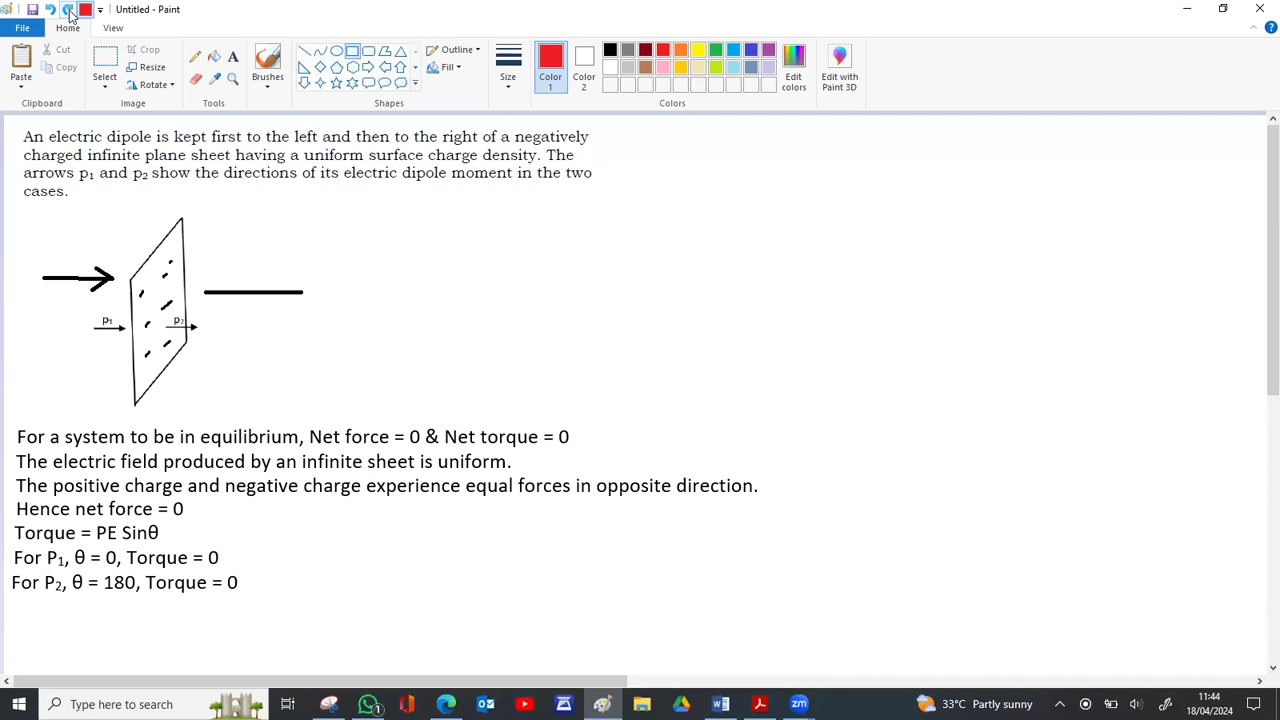 Untitled - Paint
File
Home
View
Paste
Cut
Copy
Clipboard
Select
Crop
Resize
Rotate
Image
Tools
Brushes
Outline
Fill
Shapes
Size
Color 1
Color 2
Colors
Edit colors
Edit with Paint 3D
An electric dipole is kept first to the left and then to the right of a negatively
charged infinite plane sheet having a uniform surface charge density. The
arrows p₁ and p₂ show the directions of its electric dipole moment in the two
cases.
p₁
p₂
For a system to be in equilibrium, Net force = 0 & Net torque = 0
The electric field produced by an infinite sheet is uniform.
The positive charge and negative charge experience equal forces in opposite direction.
Hence net force = 0
Torque = PE Sinθ
For P₁, θ = 0, Torque = 0
For P₂, θ = 180, Torque = 0
Type here to search
33°C Partly sunny
11:44
18/04/2024